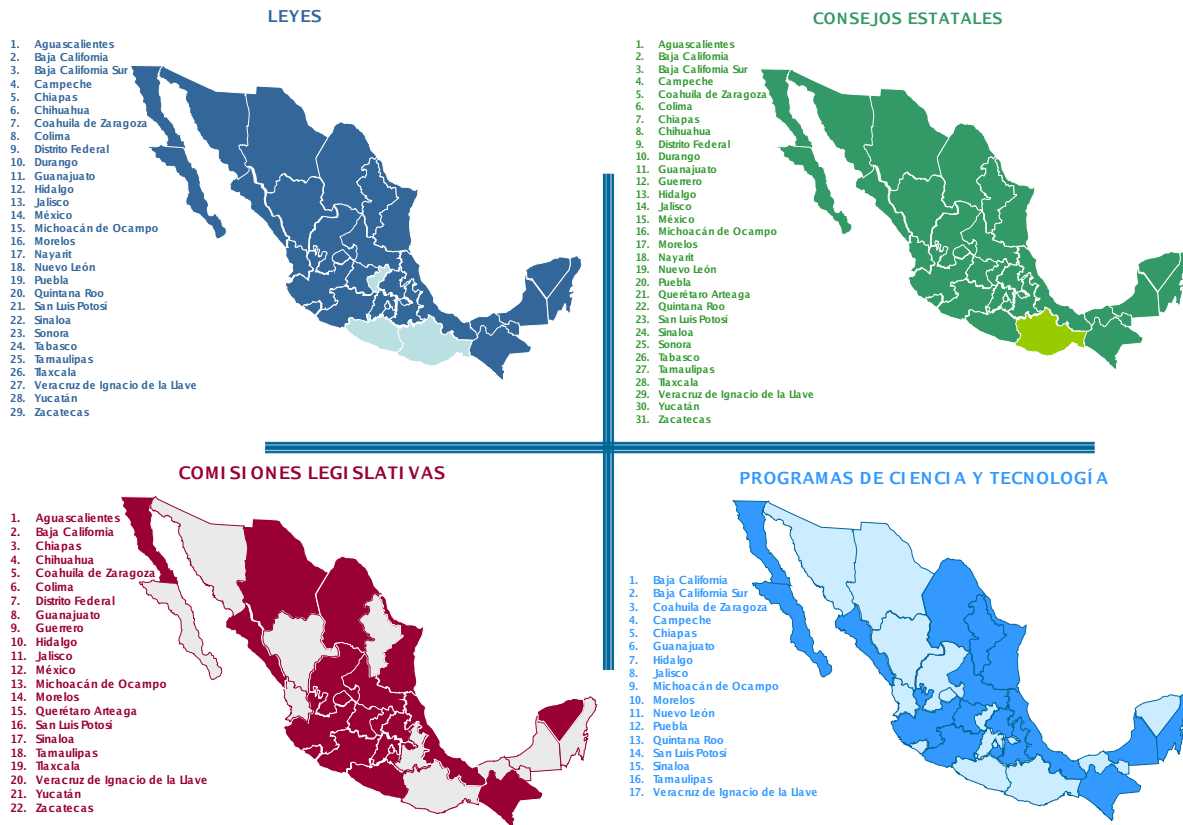 LEYES
1. Aguascalientes
2. Baja California
3. Baja California Sur
4. Campeche
5. Chiapas
6. Chihuahua
7. Coahuila de Zaragoza
8. Colima
9. Distrito Federal
10. Durango
11. Guanajuato
12. Hidalgo
13. Jalisco
14. México
15. Michoacán de Ocampo
16. Morelos
17. Nayarit
18. Nuevo León
19. Puebla
20. Quintana Roo
21. San Luis Potosí
22. Sinaloa
23. Sonora
24. Tabasco
25. Tamaulipas
26. Tlaxcala
27. Veracruz de Ignacio de la Llave
28. Yucatán
29. Zacatecas
CONSEJOS ESTATALES
1. Aguascalientes
2. Baja California
3. Baja California Sur
4. Campeche
5. Coahuila de Zaragoza
6. Colima
7. Chiapas
8. Chihuahua
9. Distrito Federal
10. Durango
11. Guanajuato
12. Guerrero
13. Hidalgo
14. Jalisco
15. México
16. Michoacán de Ocampo
17. Morelos
18. Nayarit
19. Nuevo León
20. Puebla
21. Querétaro Arteaga
22. Quintana Roo
23. San Luis Potosí
24. Sinaloa
25. Sonora
26. Tabasco
27. Tamaulipas
28. Tlaxcala
29. Veracruz de Ignacio de la Llave
30. Yucatán
31. Zacatecas
COMISIONES LEGISLATIVAS
1. Aguascalientes
2. Baja California
3. Chiapas
4. Chihuahua
5. Coahuila de Zaragoza
6. Colima
7. Distrito Federal
8. Guanajuato
9. Guerrero
10. Hidalgo
11. Jalisco
12. México
13. Michoacán de Ocampo
14. Morelos
15. Querétaro Arteaga
16. San Luis Potosí
17. Sinaloa
18. Tamaulipas
19. Tlaxcala
20. Veracruz de Ignacio de la Llave
21. Yucatán
22. Zacatecas
PROGRAMAS DE CIENCIA Y TECNOLOGÍA
1. Baja California
2. Baja California Sur
3. Coahuila de Zaragoza
4. Campeche
5. Chiapas
6. Guanajuato
7. Hidalgo
8. Jalisco
9. Michoacán de Ocampo
10. Morelos
11. Nuevo León
12. Puebla
13. Quintana Roo
14. San Luis Potosí
15. Sinaloa
16. Tamaulipas
17. Veracruz de Ignacio de la Llave